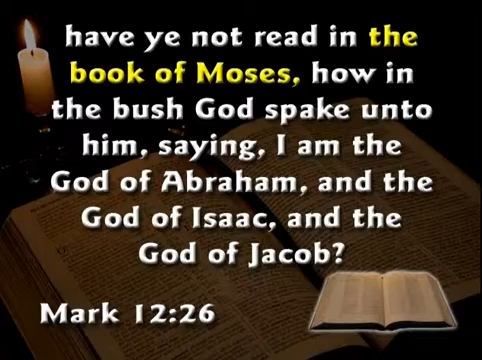 have ye not read in the
book of Moses, how in
the bush God spake unto
him, saying, I am the
God of Abraham, and the
God of Isaac, and the
God of Jacob?
Mark 12:26